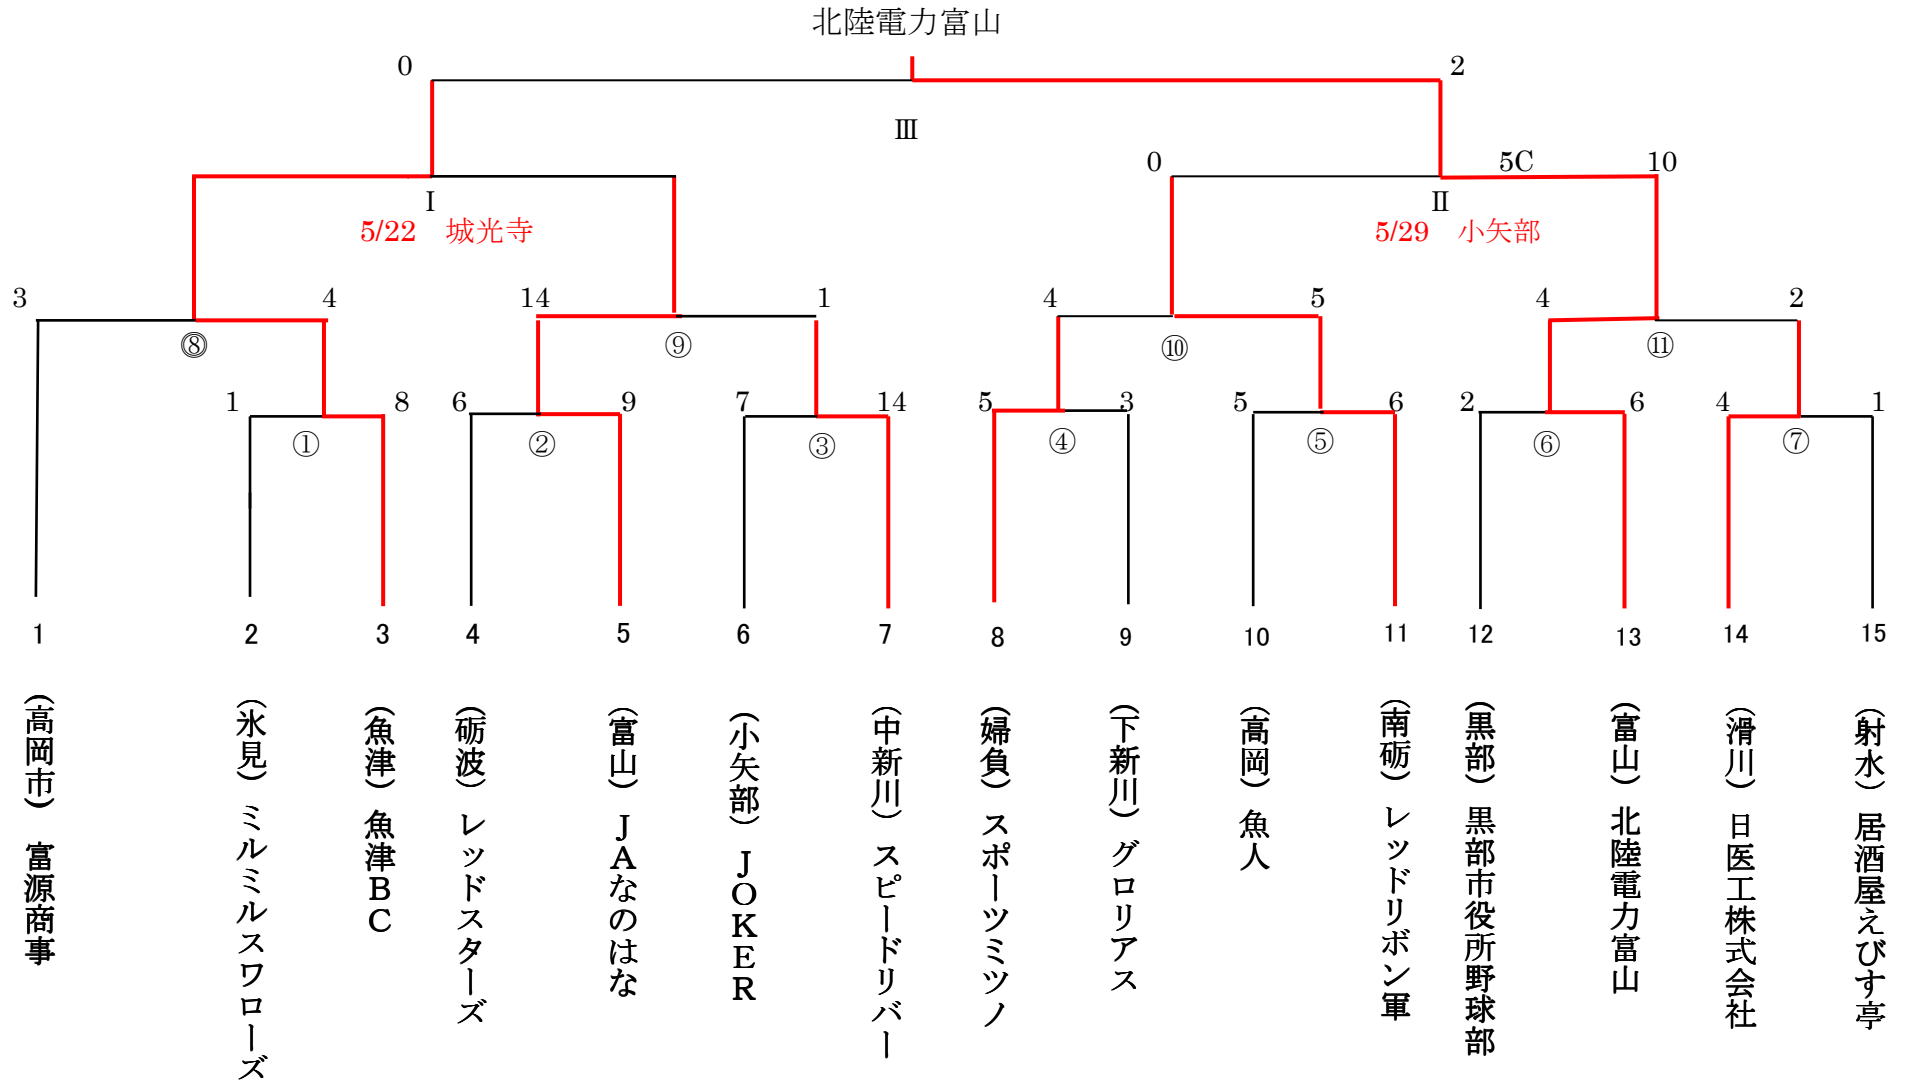 北陸電力富山
0 2
Ⅲ
0 5C 10
Ⅰ Ⅱ
5/22 城光寺 5/29 小矢部
3 4 14 1 4 5 4 2
⑧ ⑨ ⑩ ⑪
1 8 6 9 7 14 5 3 5 6 2 6 4 1
① ② ③ ④ ⑤ ⑥ ⑦
1 2 3 4 5 6 7 8 9 10 11 12 13 14 15
(高岡市) 富源商事
(氷見) ミルミルスワローズ
(魚津) 魚津BC
(砺波) レッドスターズ
(富山) JAなのはな
(小矢部) JOKER
(中新川) スピードリバー
(婦負) スポーツミツノ
(下新川) グロリアス
(高岡) 魚人
(南砺) レッドリボン軍
(黒部) 黒部市役所野球部
(富山) 北陸電力富山
(滑川) 日医工株式会社
(射水) 居酒屋えびす亭